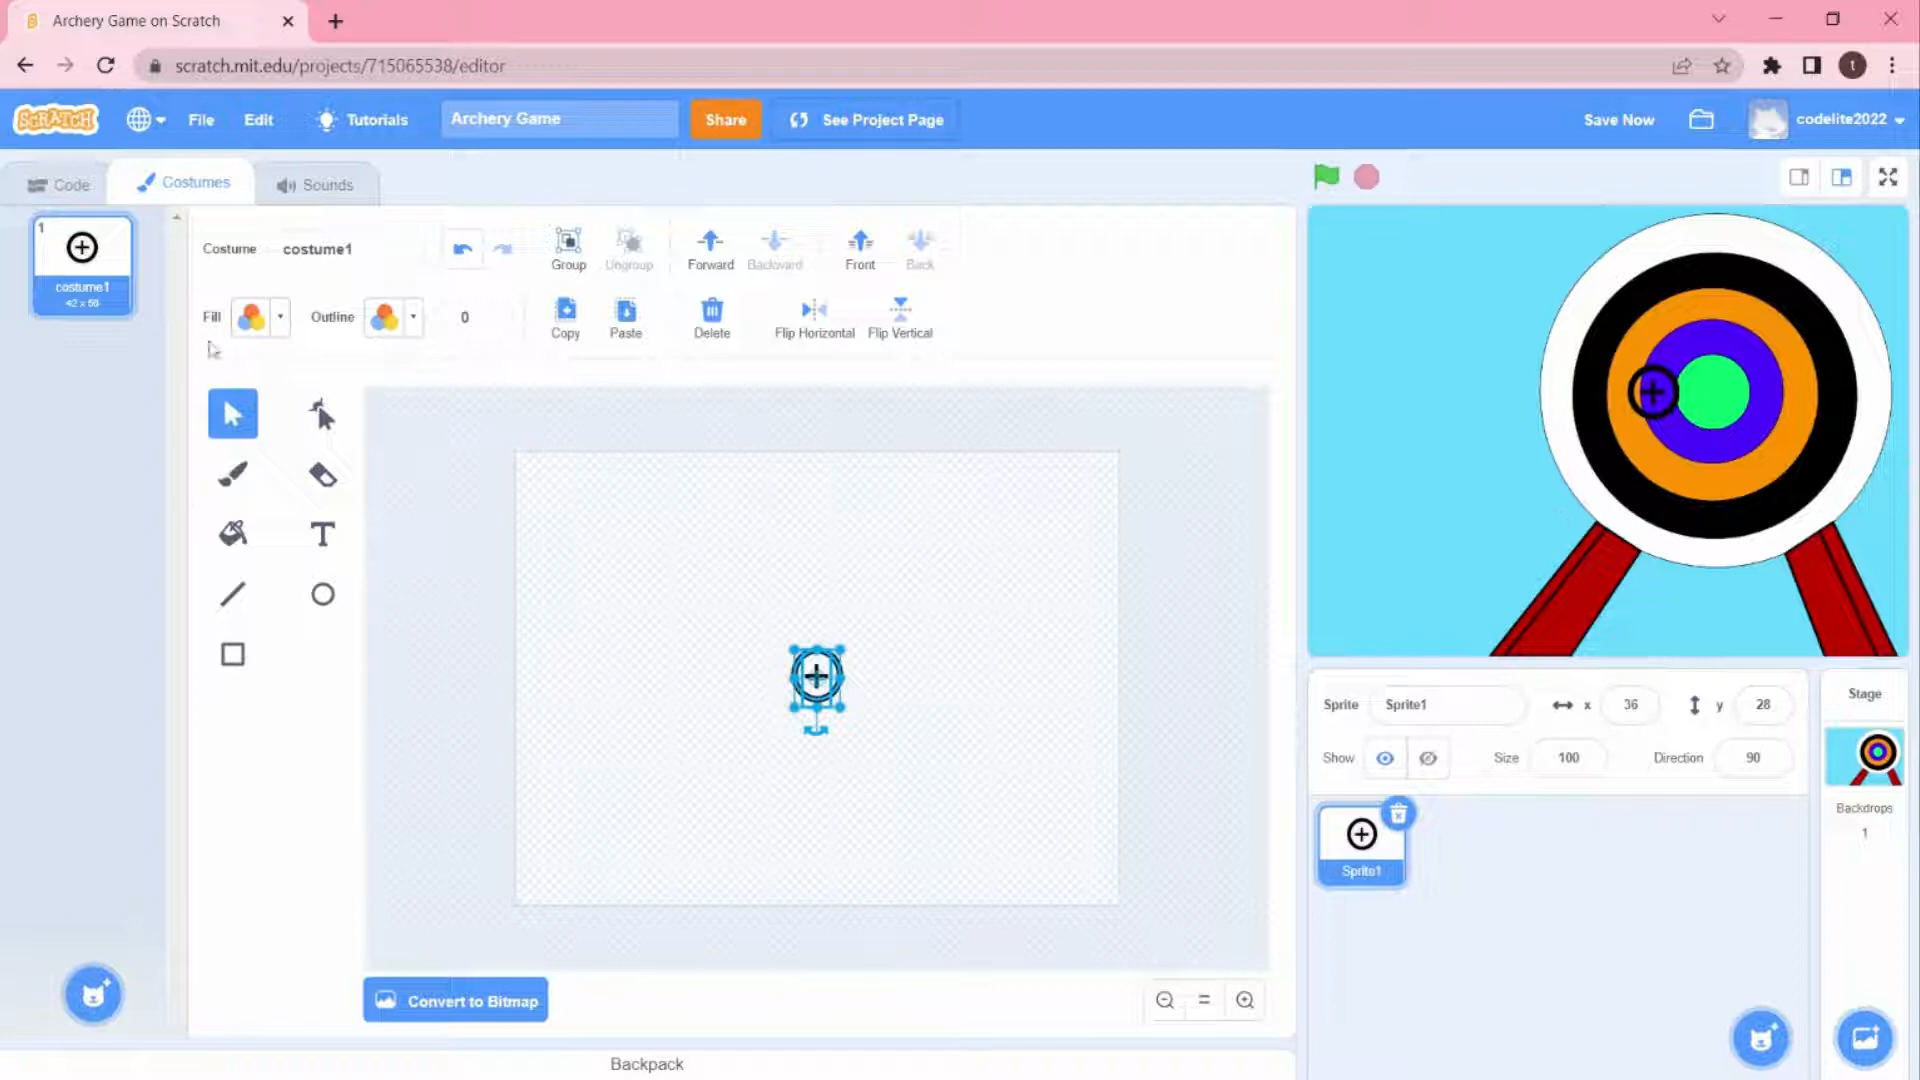 Archery Game on Scratch
scratch.mit.edu/projects/715065538/editor
t
SCRATCH
File
Edit
Tutorials
Archery Game
Share
See Project Page
Save Now
codelite2022
Code
Costumes
Sounds
1
costume1
42 x 56
Costume
costume1
Group
Ungroup
Forward
Backward
Front
Back
Fill
Outline
0
Copy
Paste
Delete
Flip Horizontal
Flip Vertical
T
Convert to Bitmap
Backpack
Sprite
Sprite1
x
36
y
28
Show
Size
100
Direction
90
Sprite1
Stage
Backdrops
1